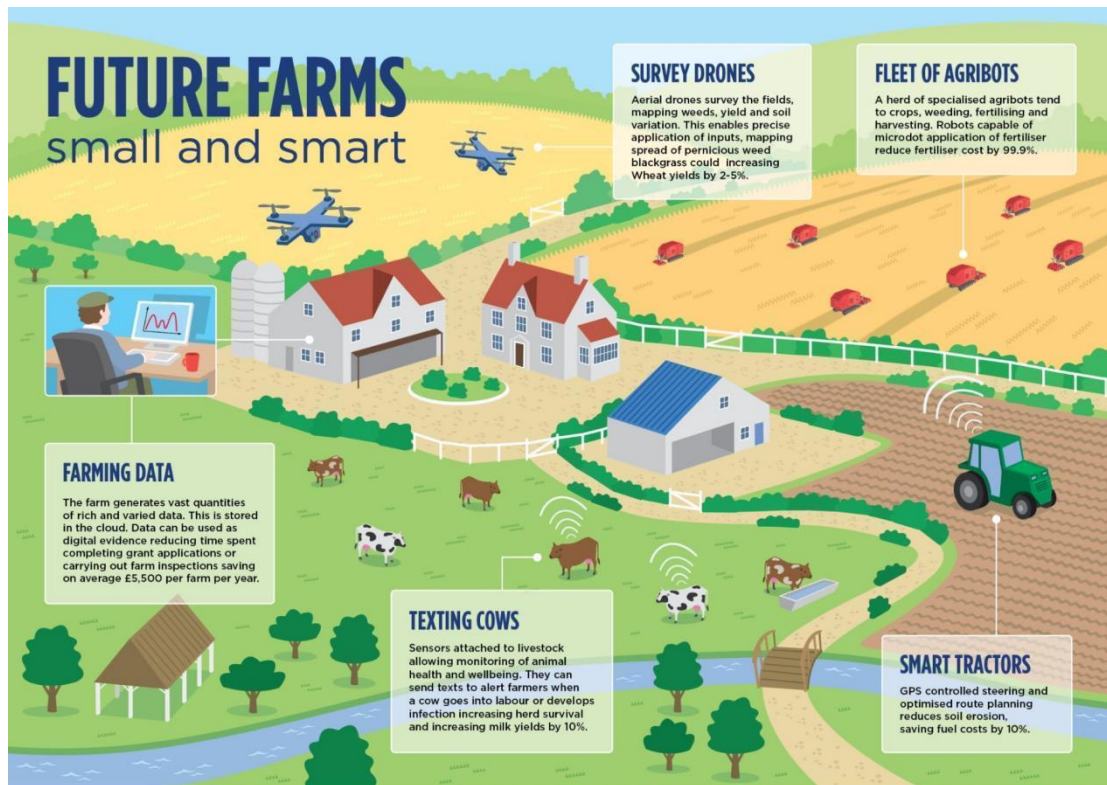 FUTURE FARMS
small and smart
SURVEY DRONES
Aerial drones survey the fields,
mapping weeds, yield and soil
variation. This enables precise
application of inputs, mapping
spread of pernicious weed
blackgrass could increasing
Wheat yields by 2-5%.
FLEET OF AGRIBOTS
A herd of specialised agribots tend
to crops, weeding, fertilising and
harvesting. Robots capable of
microdot application of fertiliser
reduce fertiliser cost by 99.9%.
FARMING DATA
The farm generates vast quantities
of rich and varied data. This is stored
in the cloud. Data can be used as
digital evidence reducing time spent
completing grant applications or
carrying out farm inspections saving
on average £5,500 per farm per year.
TEXTING COWS
Sensors attached to livestock
allowing monitoring of animal
health and wellbeing. They can
send texts to alert farmers when
a cow goes into labour or develops
infection increasing herd survival
and increasing milk yields by 10%.
SMART TRACTORS
GPS controlled steering and
optimised route planning
reduces soil erosion,
saving fuel costs by 10%.